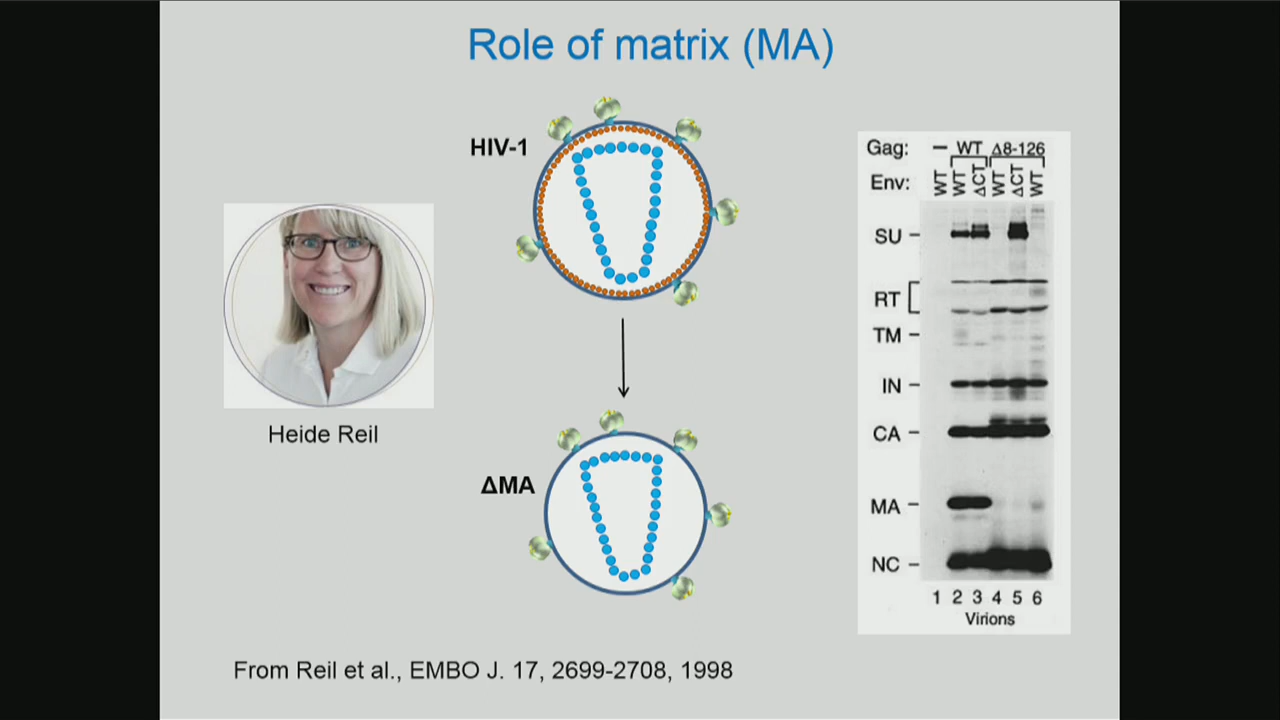 Role of matrix (MA)
HIV-1
Heide Reil
ΔMA
Gag: – WT Δ8-126
Env: WT WT ΔCT WT ΔCT WT
SU
RT
TM
IN
CA
MA
NC
1 2 3 4 5 6
Virions
From Reil et al., EMBO J. 17, 2699-2708, 1998